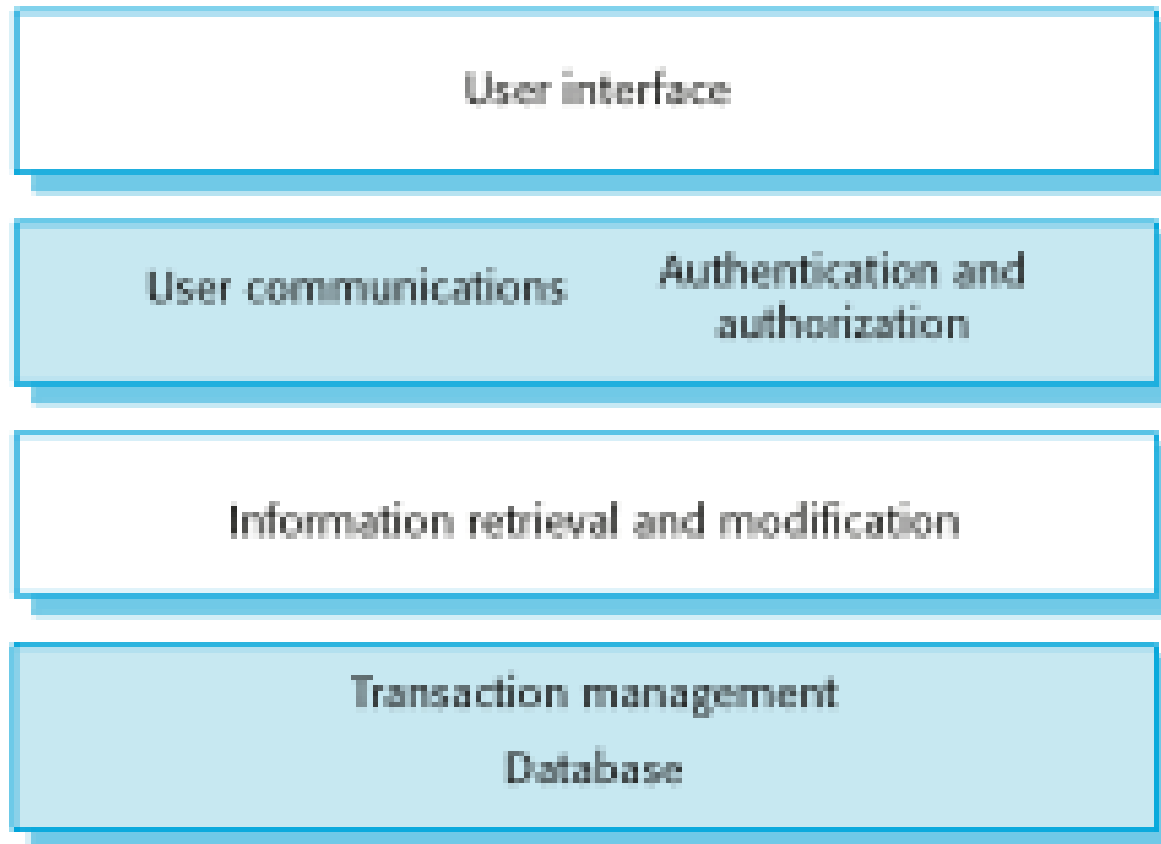 User interface
User communications
Authentication and
authorization
Information retrieval and modification
Transaction management
Database